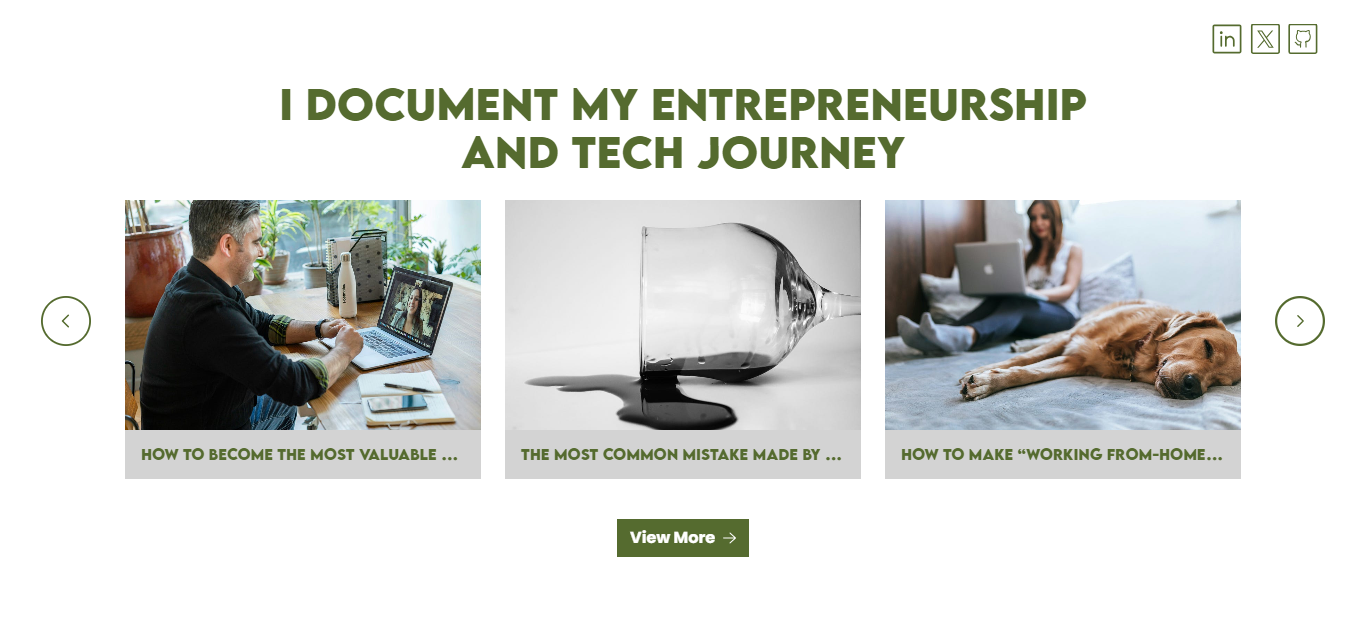 in
X
I DOCUMENT MY ENTREPRENEURSHIP
AND TECH JOURNEY
HOW TO BECOME THE MOST VALUABLE ...
THE MOST COMMON MISTAKE MADE BY ...
HOW TO MAKE “WORKING FROM-HOME...
View More →